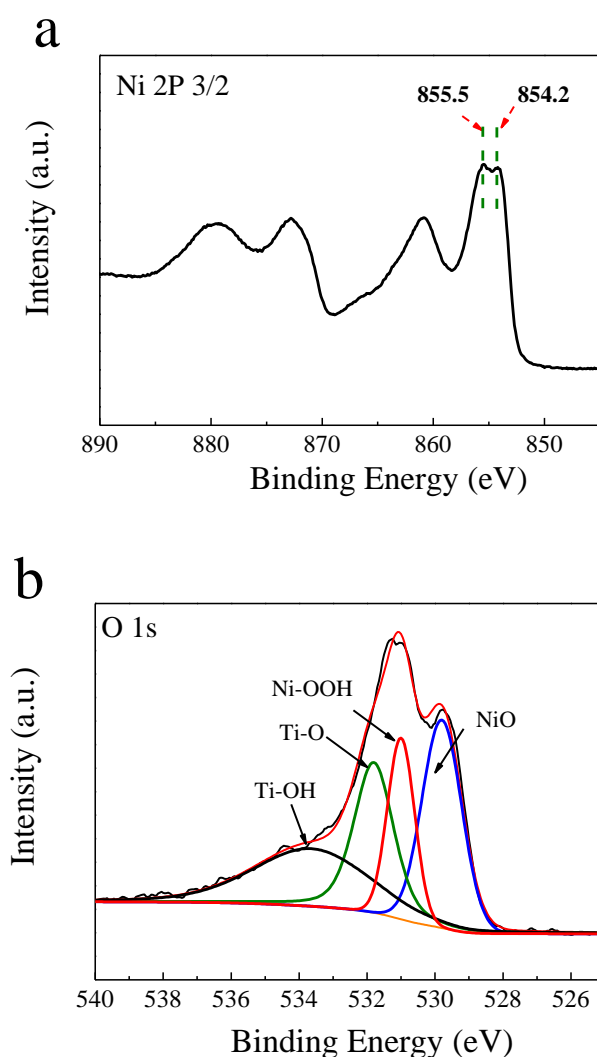 a
Ni 2P 3/2
855.5 854.2
Intensity (a.u.)
890 880 870 860 850
Binding Energy (eV)
b
O 1s
Ni-OOH
NiO
Ti-O
Ti-OH
Intensity (a.u.)
540 538 536 534 532 530 528 526
Binding Energy (eV)